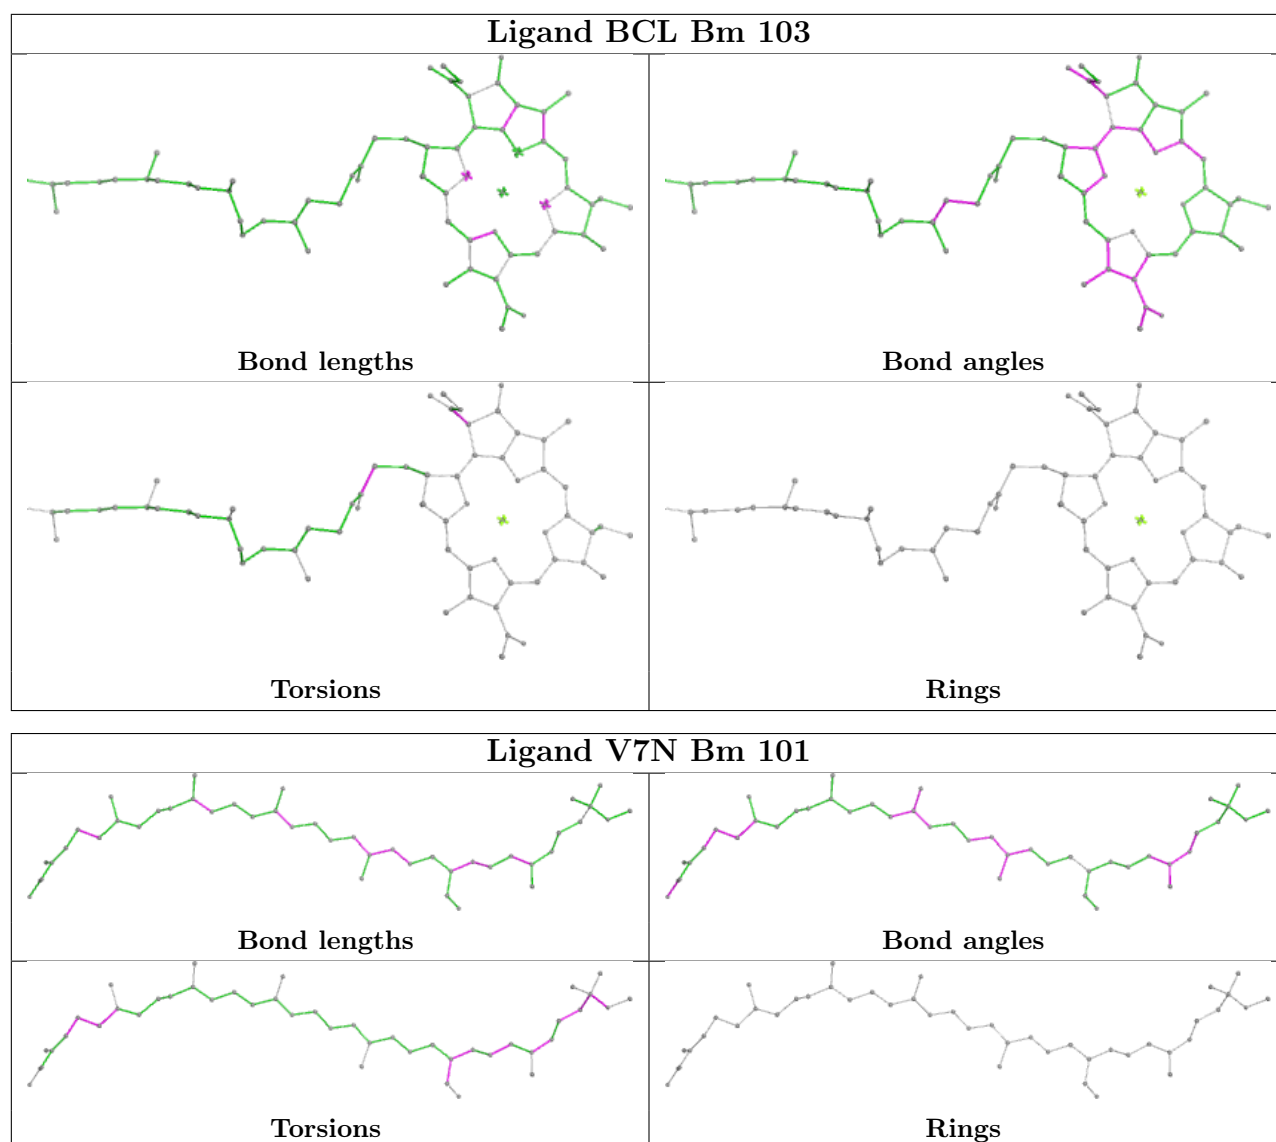 Ligand BCL Bm 103
Bond lengths
Bond angles
Torsions
Rings
Ligand V7N Bm 101
Bond lengths
Bond angles
Torsions
Rings